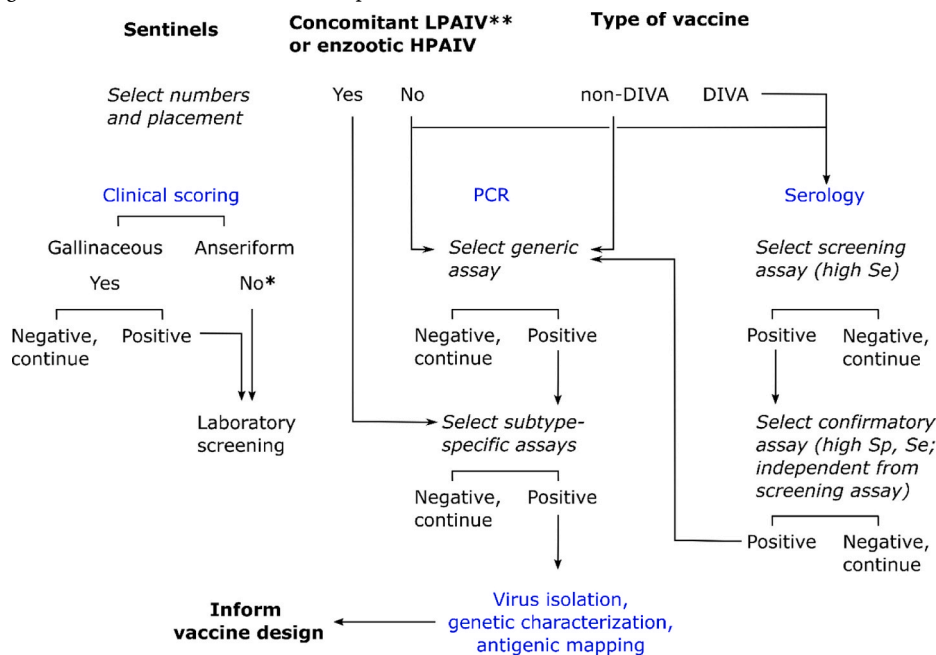 Sentinels
Concomitant LPAIV**
or enzootic HPAIV
Type of vaccine
Select numbers
and placement
Yes
No
non-DIVA
DIVA
Clinical scoring
PCR
Serology
Gallinaceous
Anseriform
Select generic
assay
Select screening
assay (high Se)
Yes
No*
Negative,
continue
Positive
Negative,
continue
Positive
Positive
Negative,
continue
Laboratory
screening
Select subtype-
specific assays
Select confirmatory
assay (high Sp, Se;
independent from
screening assay)
Negative,
continue
Positive
Positive
Negative,
continue
Inform
vaccine design
Virus isolation,
genetic characterization,
antigenic mapping